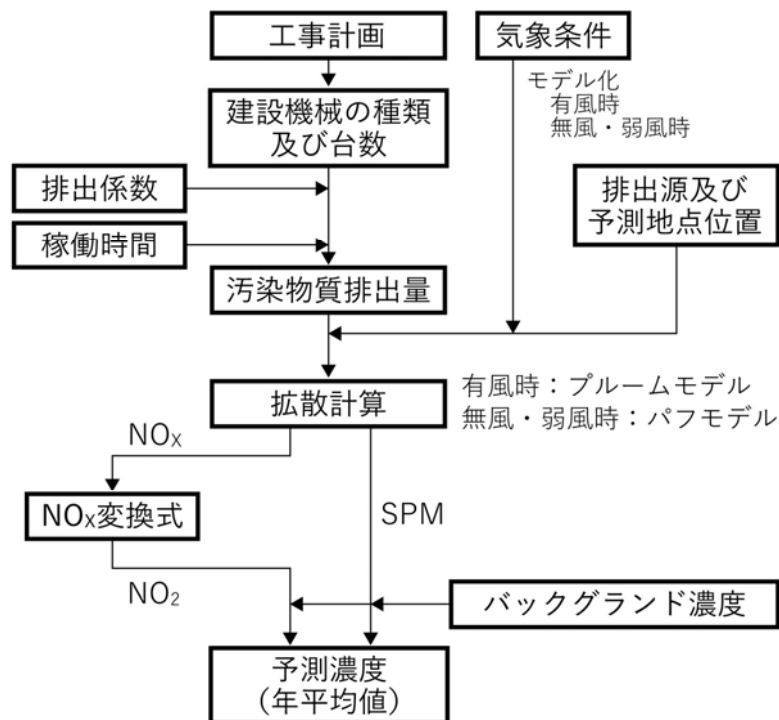 工事計画
気象条件
モデル化
有風時
無風・弱風時
建設機械の種類
及び台数
排出係数
排出源及び
予測地点位置
稼働時間
汚染物質排出量
拡散計算
有風時：プルームモデル
無風・弱風時：パフモデル
NOX
NOX変換式
SPM
NO2
バックグランド濃度
予測濃度
（年平均値）